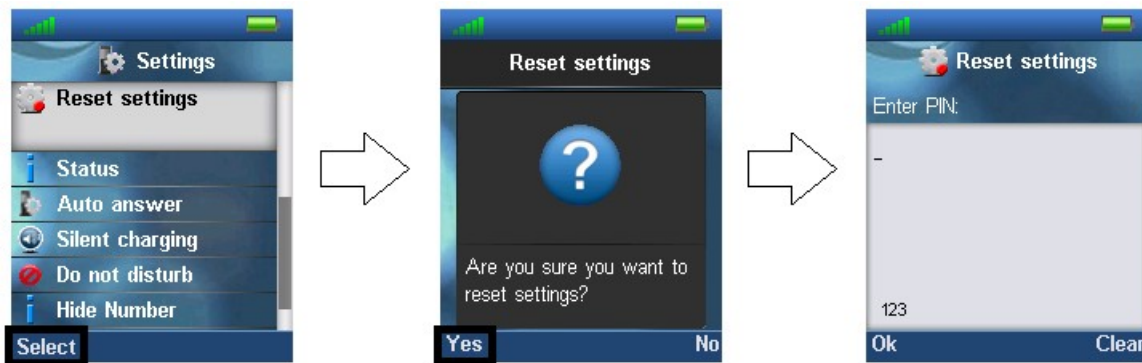 Settings
Reset settings
Status
Auto answer
Silent charging
Do not disturb
Hide Number
Select
Reset settings
?
Are you sure you want to
reset settings?
Yes No
Reset settings
Enter PIN:
_
123
Ok Clear